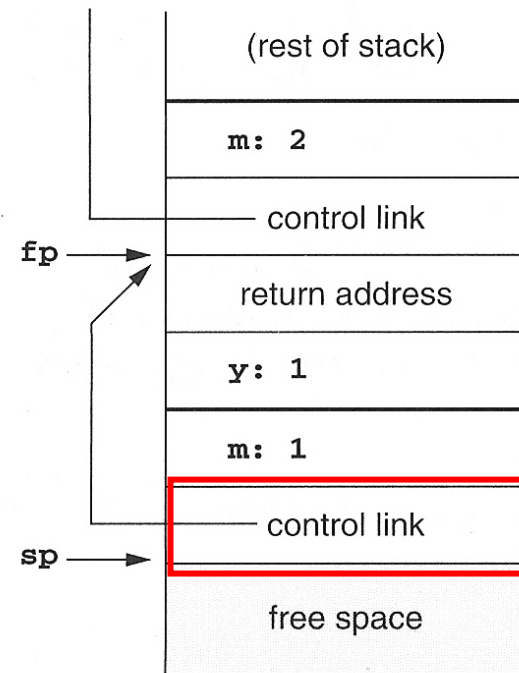 (rest of stack)
m: 2
control link
fp
return address
y: 1
m: 1
control link
sp
free space